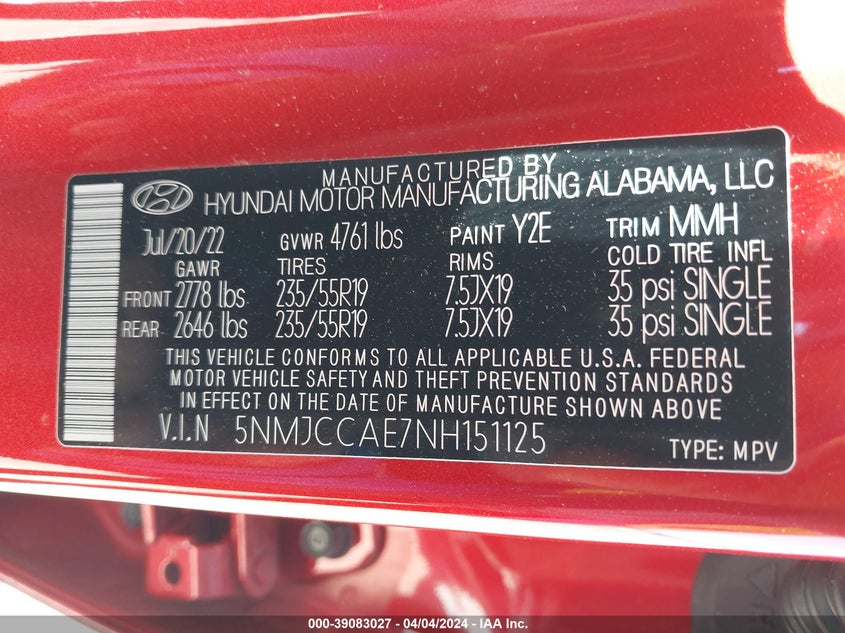 MANUFACTURED BY
HYUNDAI MOTOR MANUFACTURING ALABAMA, LLC
Jul/20/22 GVWR 4761 lbs PAINT Y2E TRIM MMH
GAWR TIRES RIMS COLD TIRE INFL
FRONT 2778 lbs 235/55R19 7.5JX19 35 psi SINGLE
REAR 2646 lbs 235/55R19 7.5JX19 35 psi SINGLE
THIS VEHICLE CONFORMS TO ALL APPLICABLE U.S.A. FEDERAL
MOTOR VEHICLE SAFETY AND THEFT PREVENTION STANDARDS
IN EFFECT ON THE DATE OF MANUFACTURE SHOWN ABOVE.
V.I.N 5NMJCCAE7NH151125 TYPE: MPV
000-39083027 - 04/04/2024 - IAA Inc.